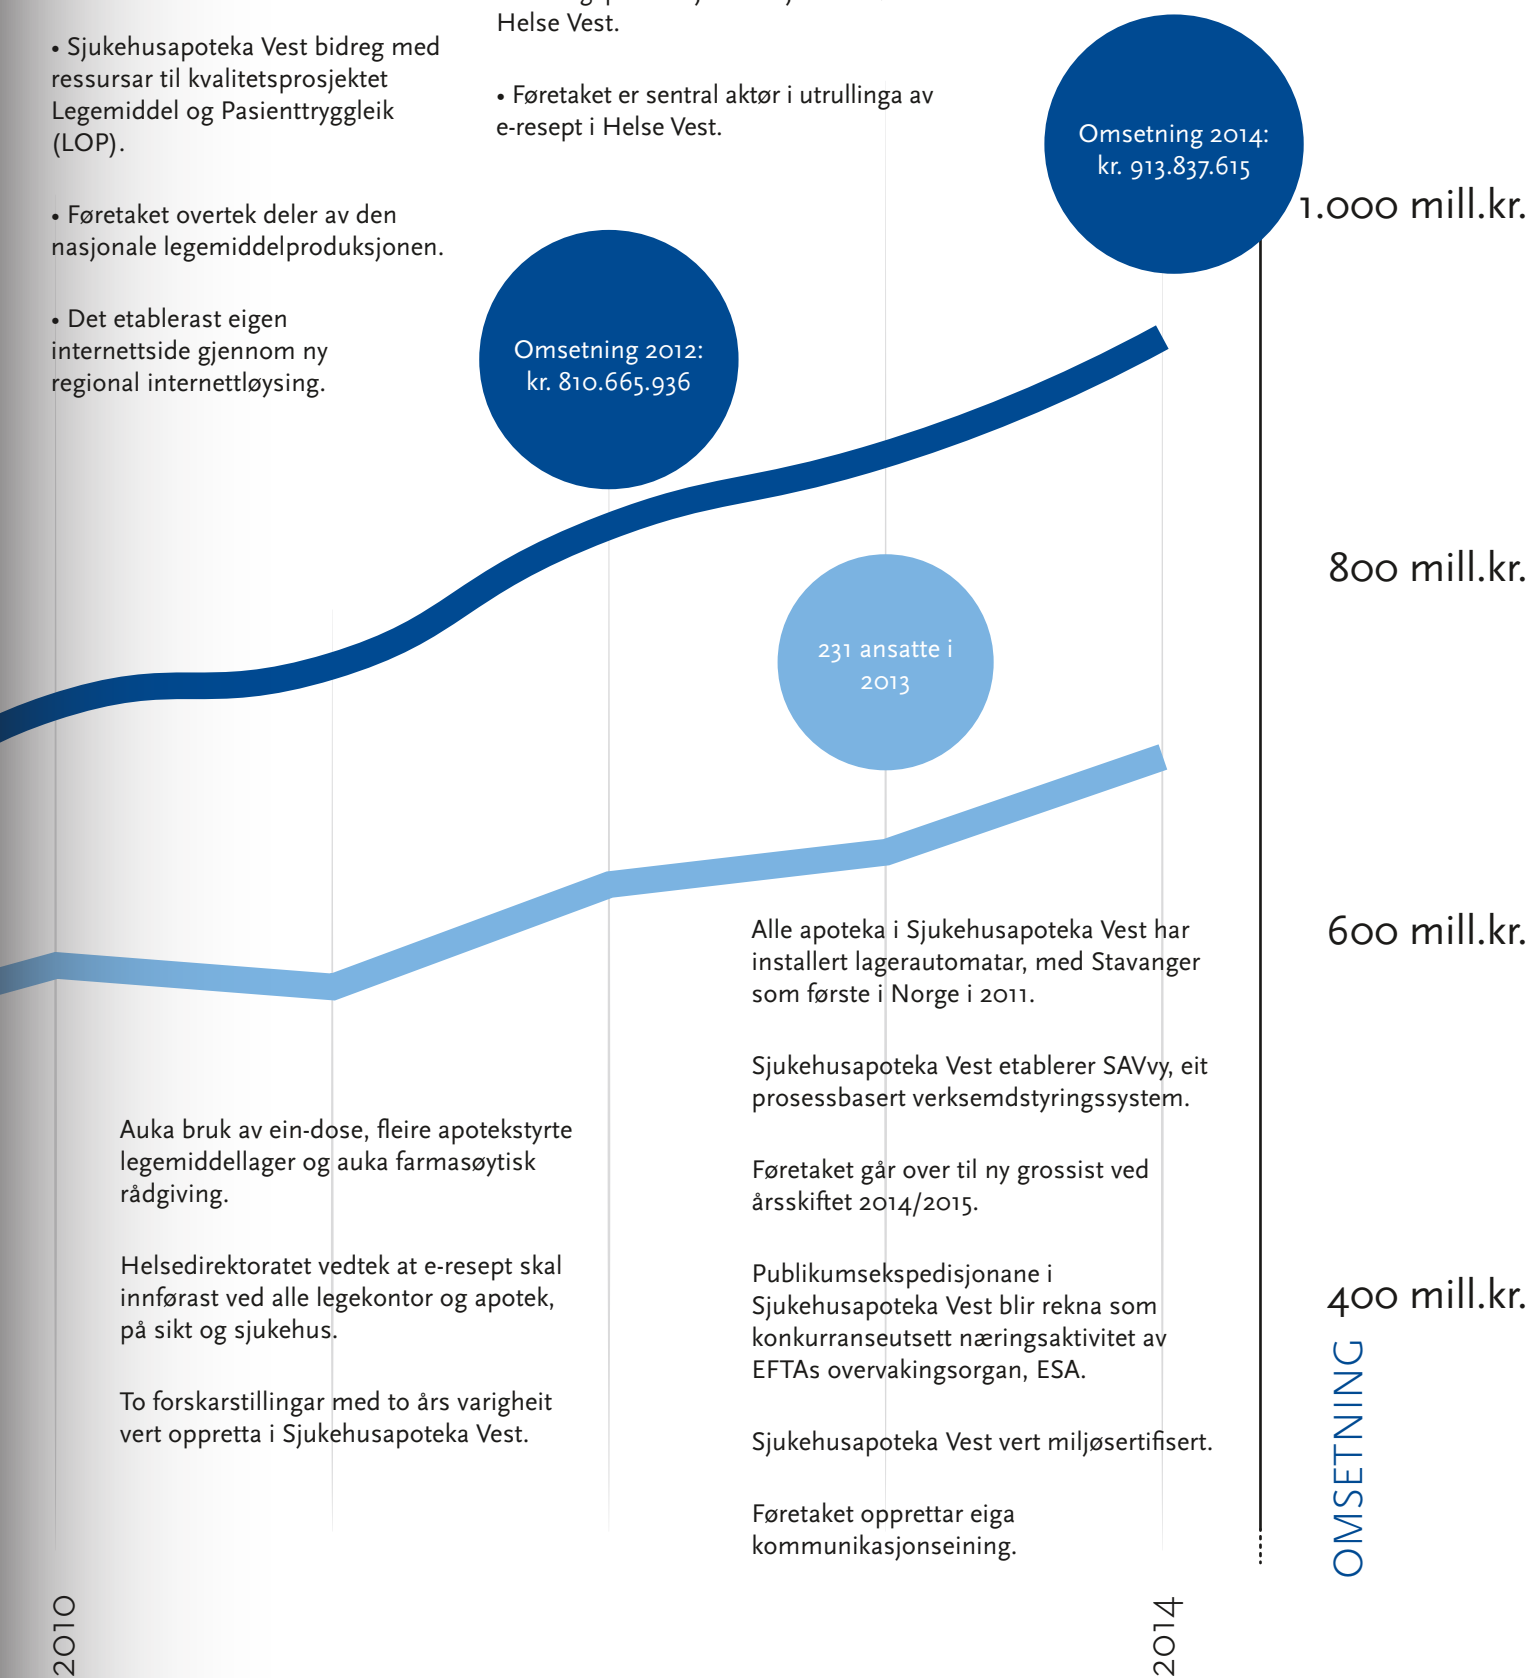 • Sjukehusapoteka Vest bidreg med
ressursar til kvalitetsprosjektet
Legemiddel og Pasienttryggleik
(LOP).
• Føretaket overtek deler av den
nasjonale legemiddelproduksjonen.
• Det etablerast eigen
internettside gjennom ny
regional internettløysing.
Helse Vest.
• Føretaket er sentral aktør i utrullinga av
e-resept i Helse Vest.
Omsetning 2014:
kr. 913.837.615
Omsetning 2012:
kr. 810.665.936
231 ansatte i
2013
1.000 mill.kr.
800 mill.kr.
600 mill.kr.
400 mill.kr.
OMSETNING
Auka bruk av ein-dose, fleire apotekstyrte
legemiddellager og auka farmasøytisk
rådgiving.
Helsedirektoratet vedtek at e-resept skal
innførast ved alle legekontor og apotek,
på sikt og sjukehus.
To forskarstillingar med to års varigheit
vert oppretta i Sjukehusapoteka Vest.
Alle apoteka i Sjukehusapoteka Vest har
installert lagerautomatar, med Stavanger
som første i Norge i 2011.
Sjukehusapoteka Vest etablerer SAVvy, eit
prosessbasert verksemdstyringssystem.
Føretaket går over til ny grossist ved
årsskiftet 2014/2015.
Publikumsekspedisjonane i
Sjukehusapoteka Vest blir rekna som
konkurranseutsett næringsaktivitet av
EFTAs overvakingsorgan, ESA.
Sjukehusapoteka Vest vert miljøsertifisert.
Føretaket opprettar eiga
kommunikasjonseining.
2010
2014